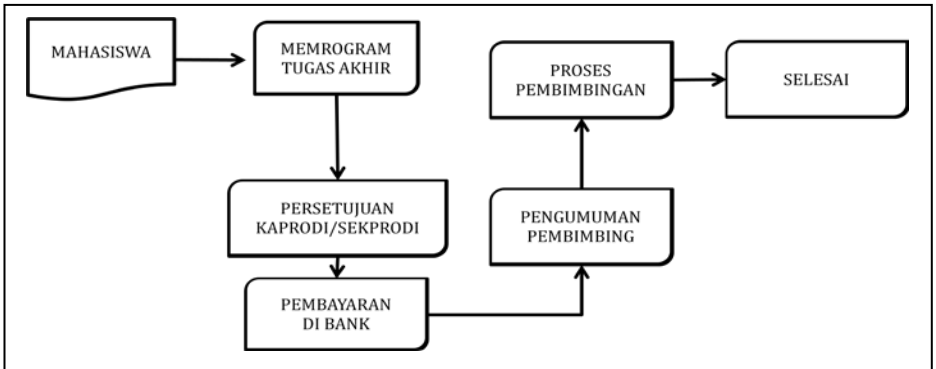 MAHASISWA
MEMROGRAM
TUGAS AKHIR
PERSETUJUAN
KAPRODI/SEKPRODI
PEMBAYARAN
DI BANK
PENGUMUMAN
PEMBIMBING
PROSES
PEMBIMBINGAN
SELESAI